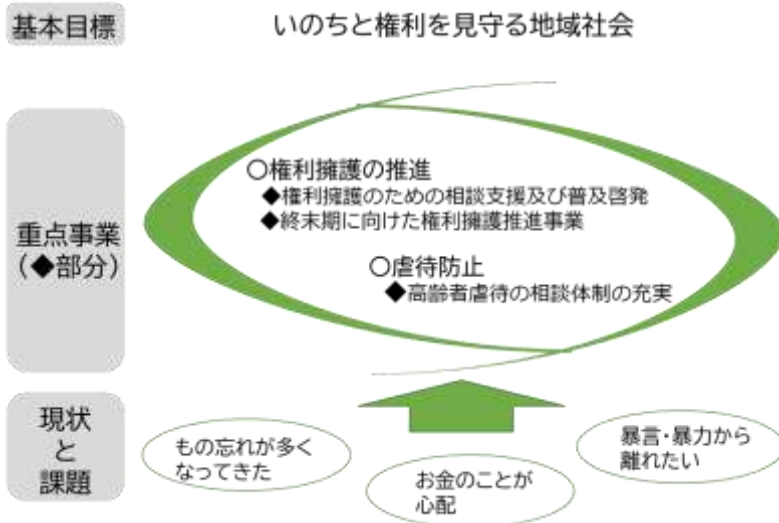 基本目標
いのちと権利を見守る地域社会
重点事業
(◆部分)
○権利擁護の推進
◆権利擁護のための相談支援及び普及啓発
◆終末期に向けた権利擁護推進事業
○虐待防止
◆高齢者虐待の相談体制の充実
現状
と
課題
もの忘れが多く
なってきた
お金のことが
心配
暴言・暴力から
離れたい